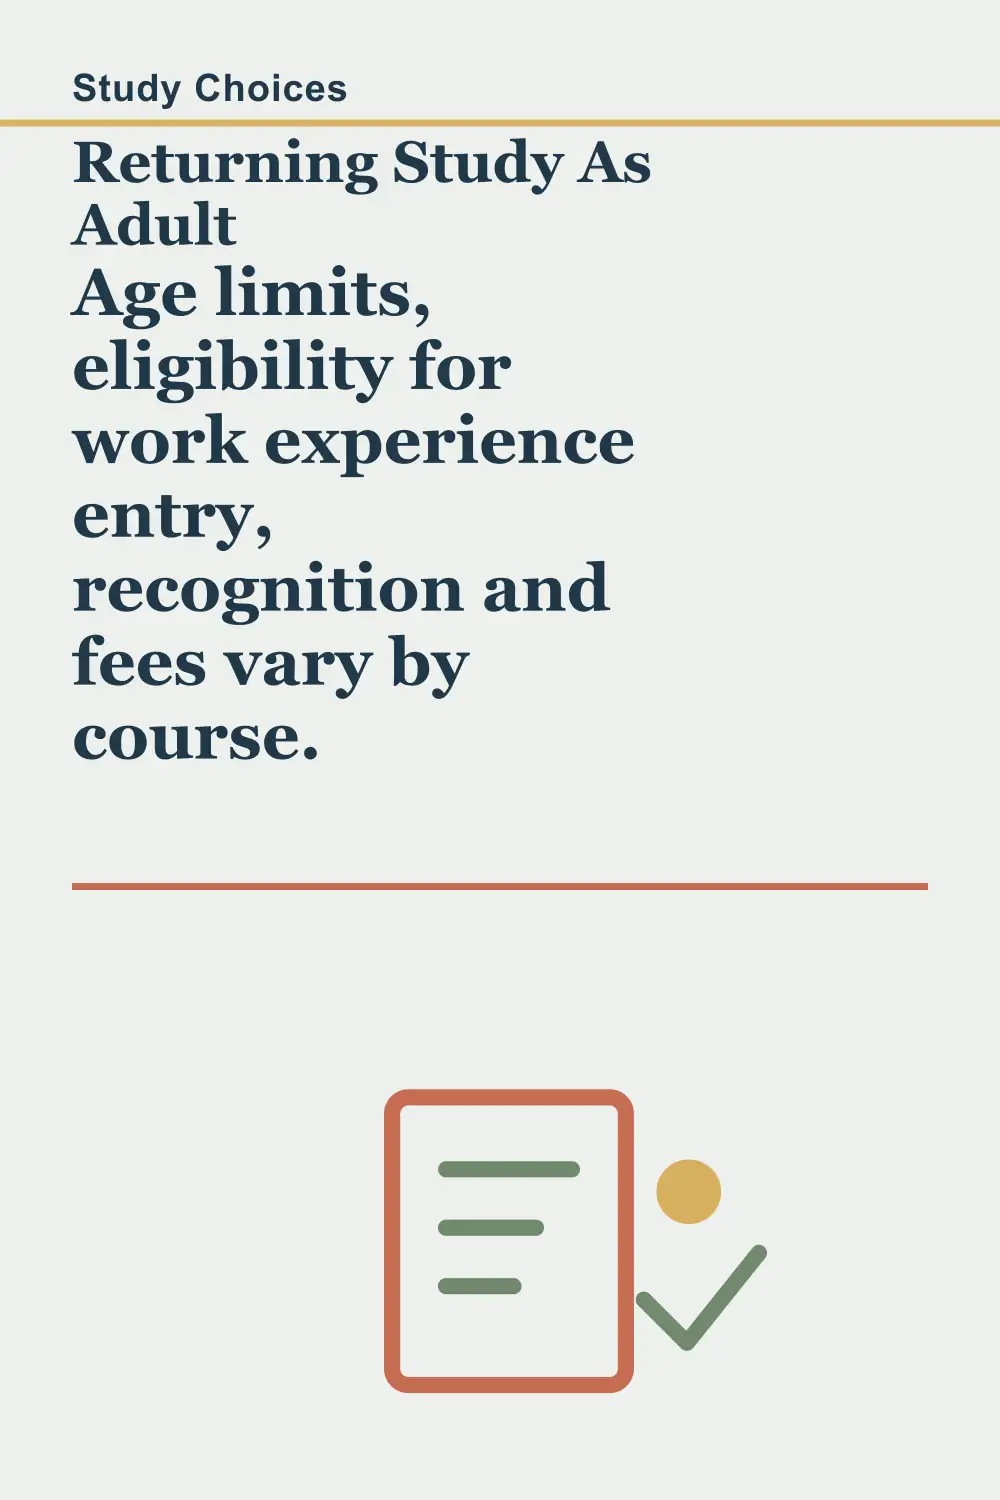 Study Choices
Returning Study As
Adult
Age limits,
eligibility for
work experience
entry,
recognition and
fees vary by
course.